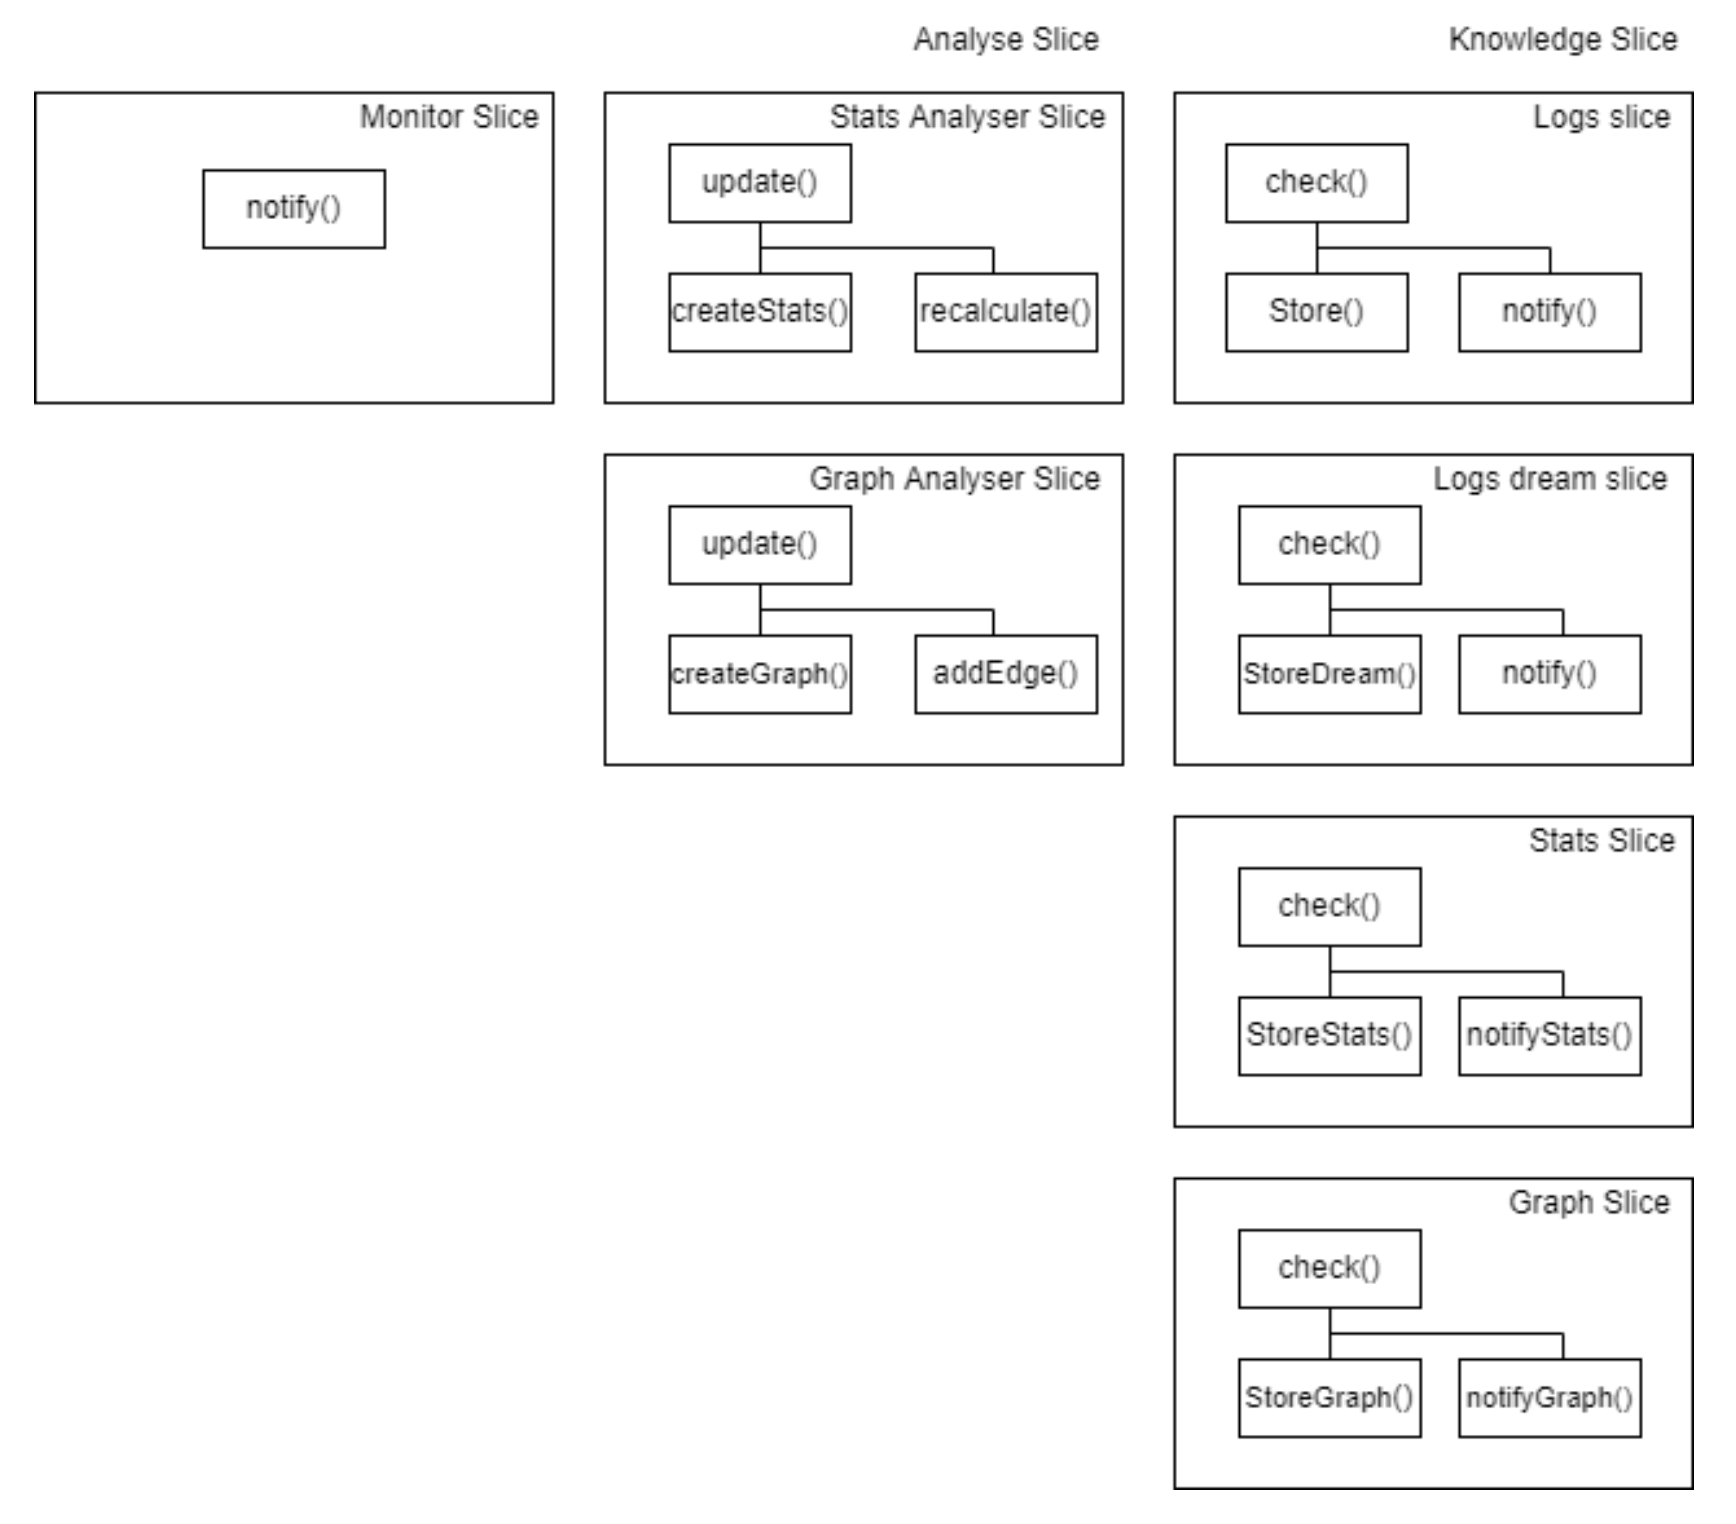 Analyse Slice
Knowledge Slice
Monitor Slice
notify()
Stats Analyser Slice
update()
createStats()
recalculate()
Logs slice
check()
Store()
notify()
Graph Analyser Slice
update()
createGraph()
addEdge()
Logs dream slice
check()
StoreDream()
notify()
Stats Slice
check()
StoreStats()
notifyStats()
Graph Slice
check()
StoreGraph()
notifyGraph()